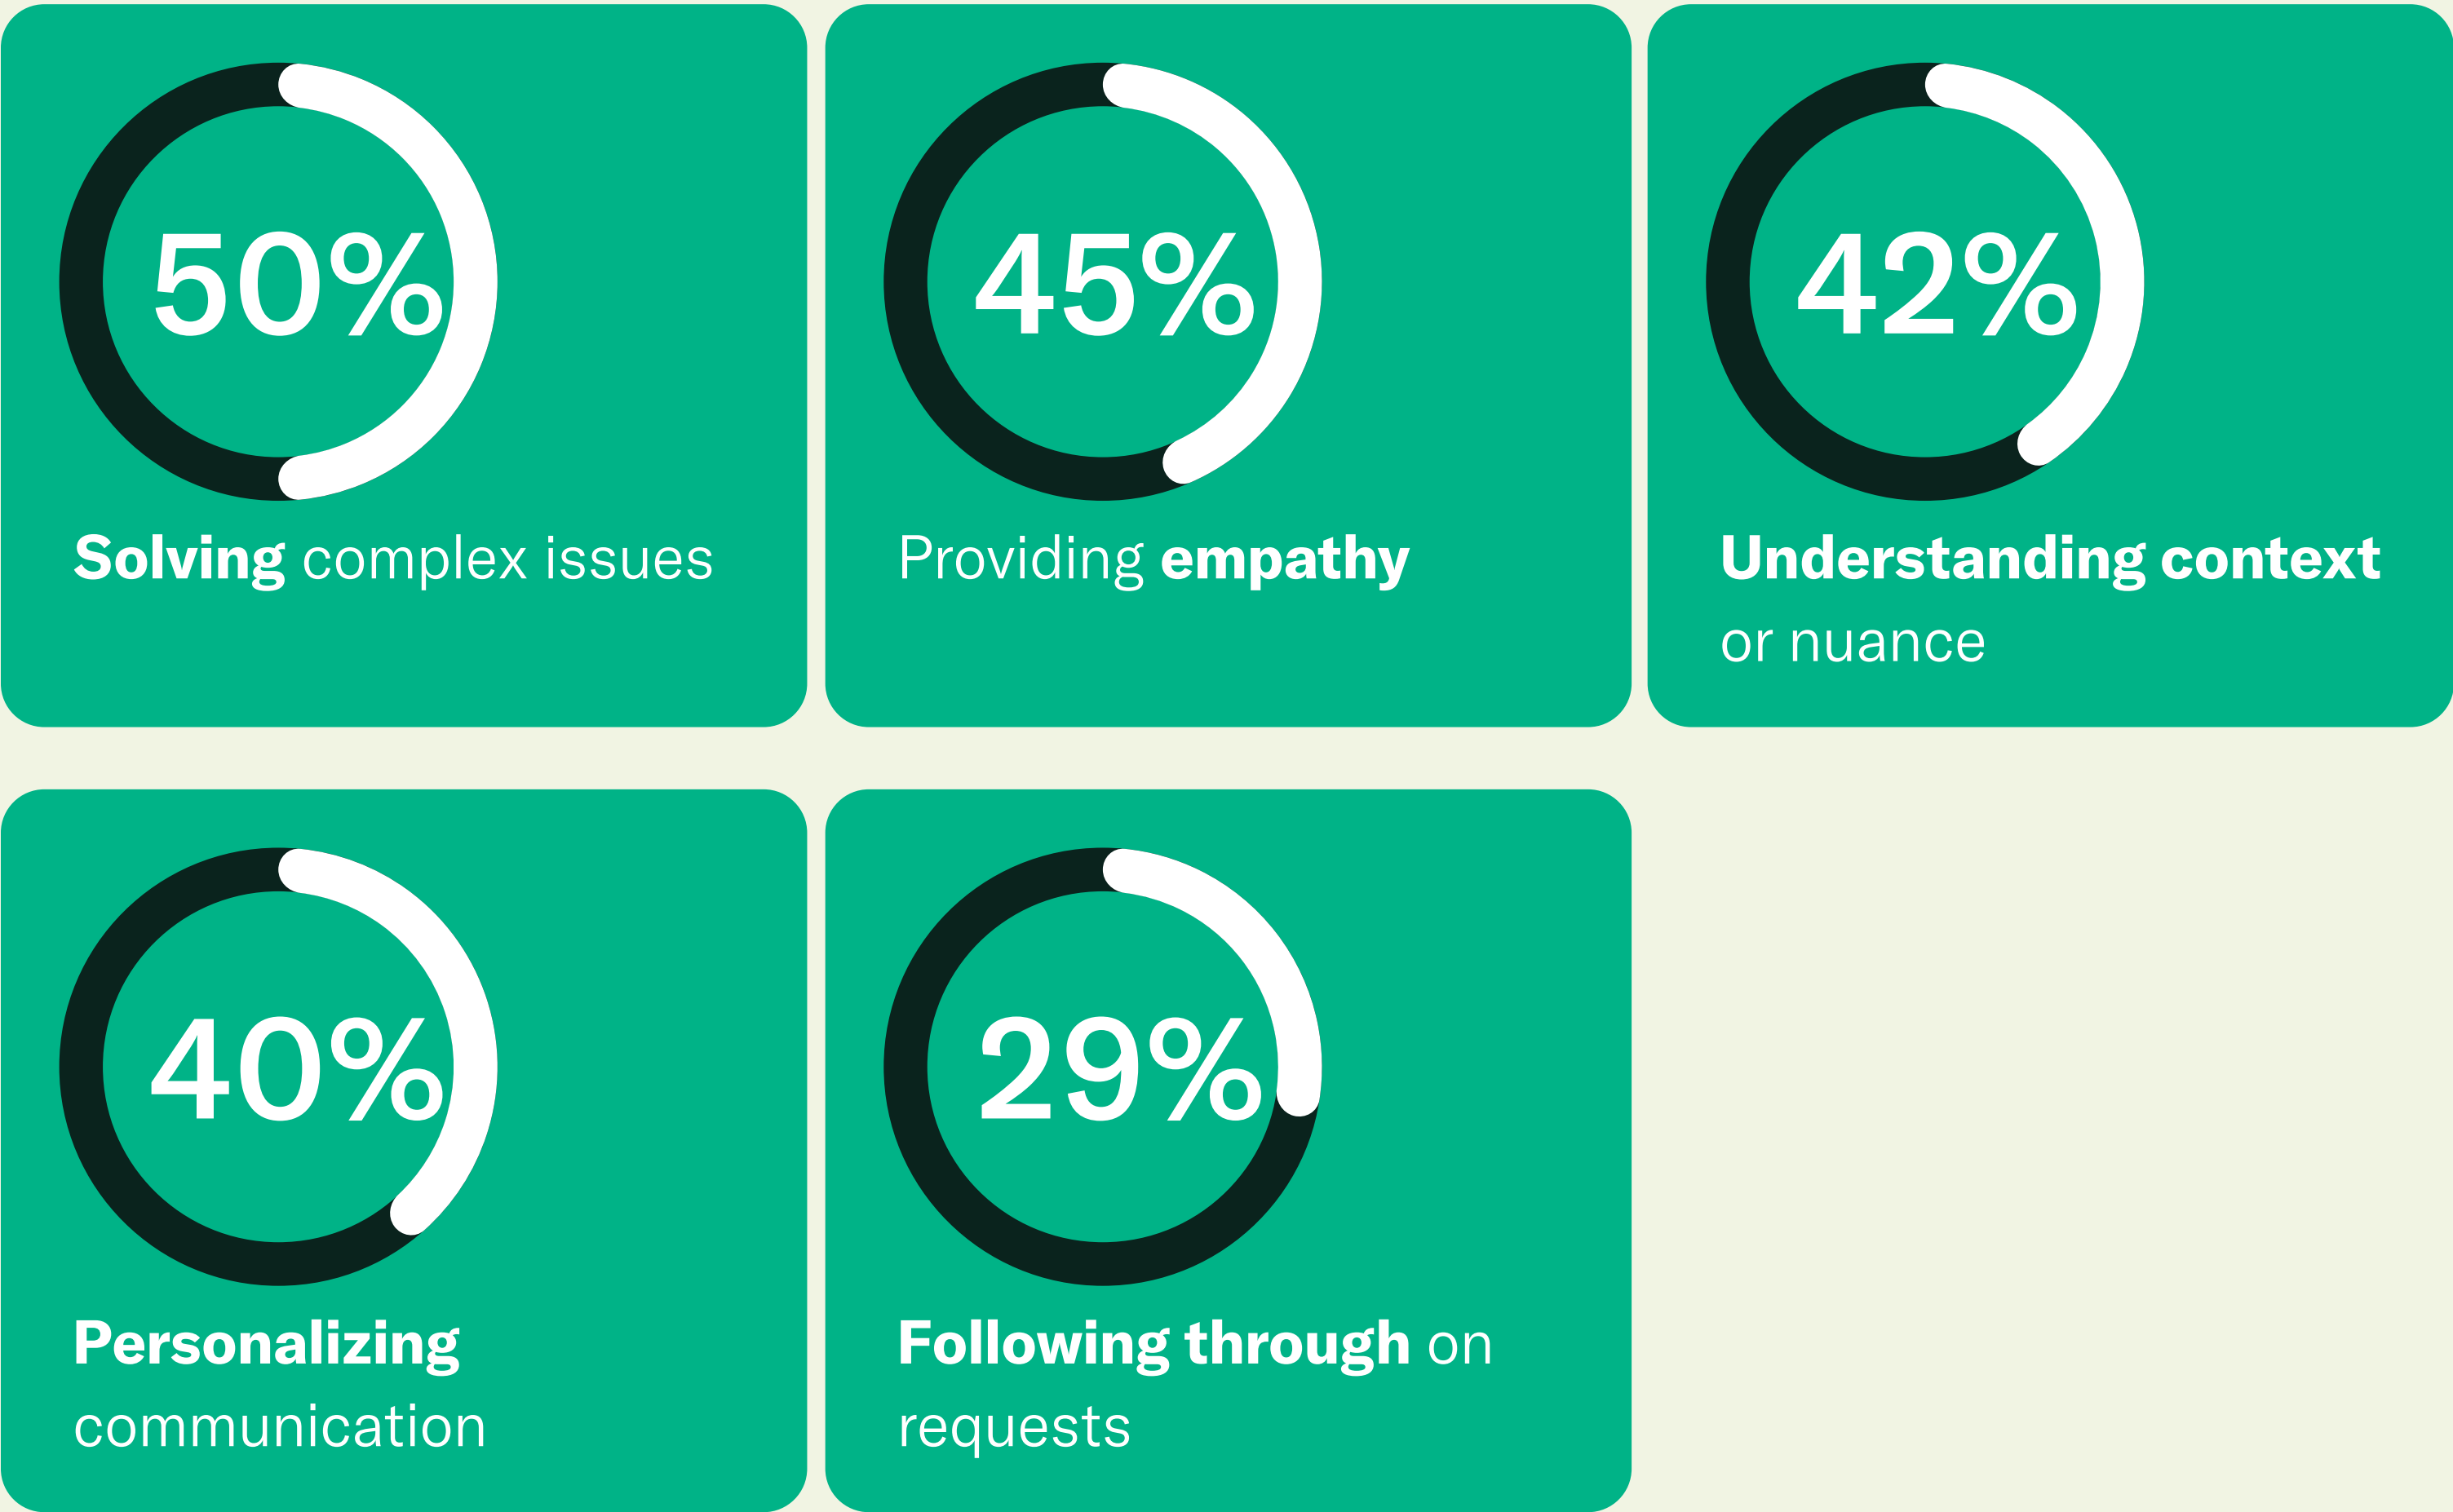 50%
Solving complex issues
45%
Providing empathy
42%
Understanding context
or nuance
40%
Personalizing
communication
29%
Following through on
requests